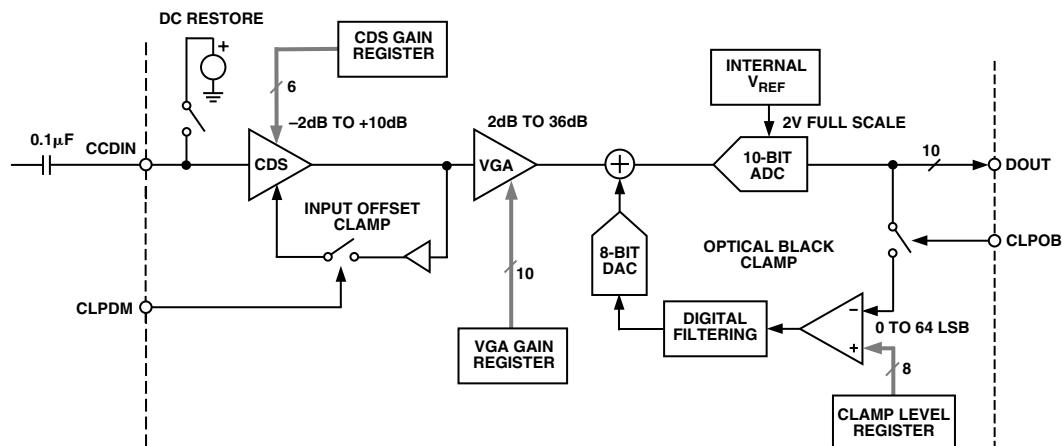 DC RESTORE
+
CDS GAIN
REGISTER
6
–2dB TO +10dB
INTERNAL
VREF
2V FULL SCALE
0.1μF
CCDIN
CDS
2dB TO 36dB
VGA
+
10-BIT
ADC
10
DOUT
INPUT OFFSET
CLAMP
8-BIT
DAC
OPTICAL BLACK
CLAMP
CLPOB
CLPDM
10
VGA GAIN
REGISTER
DIGITAL
FILTERING
–
+
0 TO 64 LSB
8
CLAMP LEVEL
REGISTER